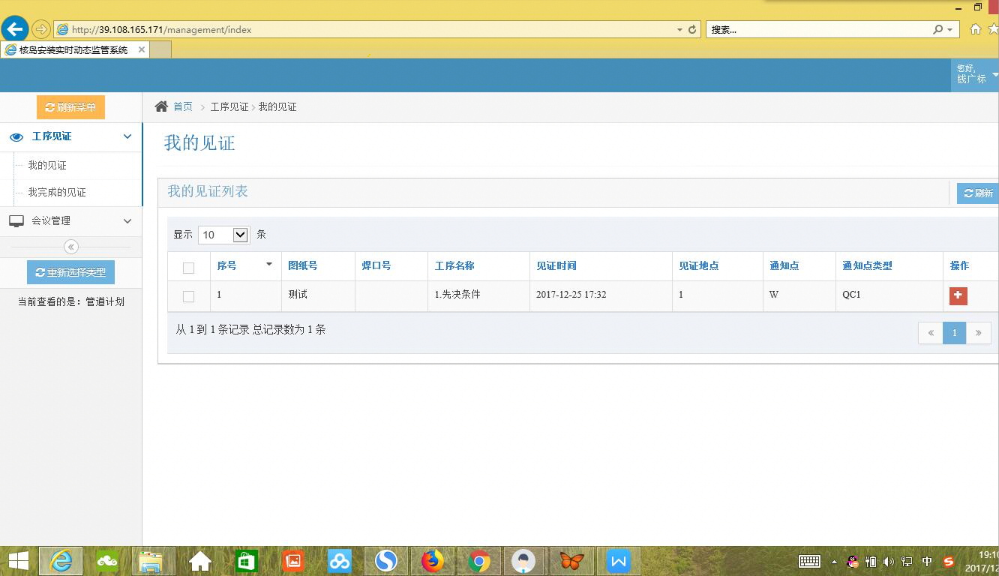 http://39.108.165.171/management/index
搜索...
核岛安装实时动态监管系统
您好,
钱广标
刷新菜单
首页 工序见证 我的见证
工序见证
我的见证
我完成的见证
会议管理
重新选择类型
当前查看的是：管道计划
我的见证
我的见证列表
刷新
显示 10 条
序号 图纸号 焊口号 工序名称 见证时间 见证地点 通知点 通知点类型 操作
1 测试 1.先决条件 2017-12-25 17:32 1 W QC1
从 1 到 1 条记录 总记录数为 1 条
« 1 »
中
19:10
2017/12